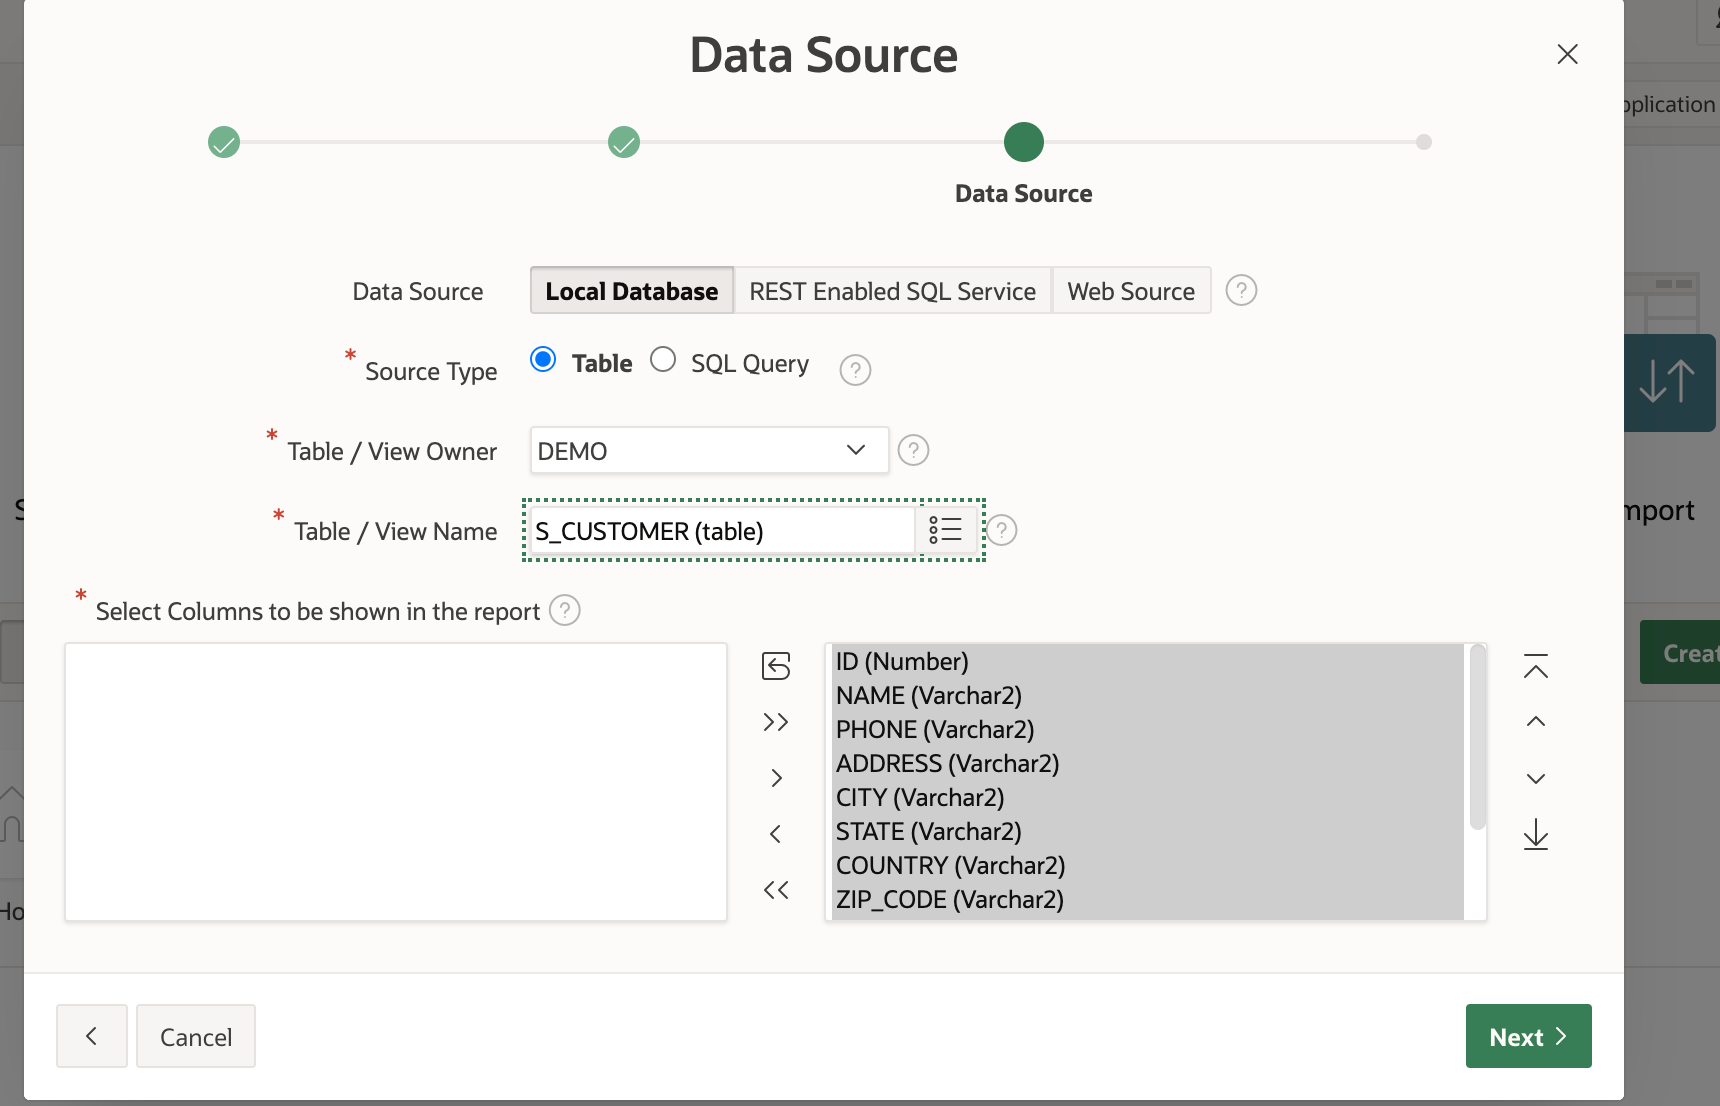 Data Source
pplication
Data Source
Data Source Local Database REST Enabled SQL Service Web Source ?
* Source Type Table SQL Query ?
* Table / View Owner DEMO ?
* Table / View Name S_CUSTOMER (table) ?
mport
* Select Columns to be shown in the report ?
ID (Number)
NAME (Varchar2)
PHONE (Varchar2)
ADDRESS (Varchar2)
CITY (Varchar2)
STATE (Varchar2)
COUNTRY (Varchar2)
ZIP_CODE (Varchar2)
Creat
Ho
Cancel
Next